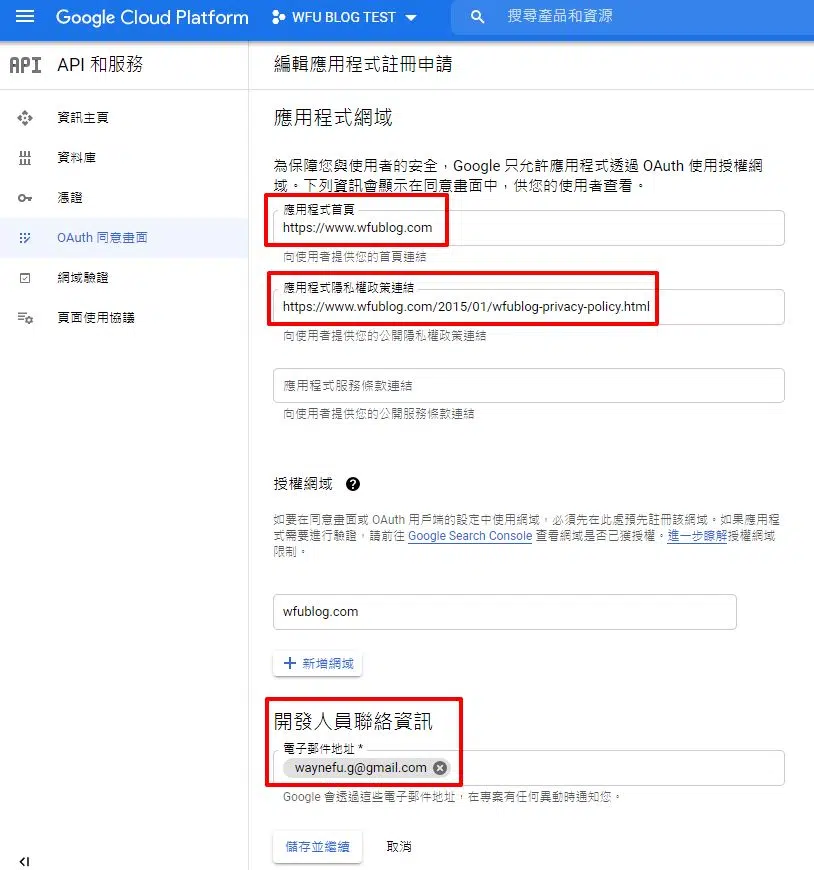 Google Cloud Platform
WFU BLOG TEST
搜尋產品和資源
API
API 和服務
編輯應用程式註冊申請
資訊主頁
資料庫
憑證
OAuth 同意畫面
網域驗證
頁面使用協議
應用程式網域
為保障您與使用者的安全，Google 只允許應用程式透過 OAuth 使用授權網
域。下列資訊會顯示在同意畫面中，供您的使用者查看。
應用程式首頁
https://www.wfublog.com
向使用者提供您的首頁連結
應用程式隱私權政策連結
https://www.wfublog.com/2015/01/wfublog-privacy-policy.html
向使用者提供您的公開隱私權政策連結
應用程式服務條款連結
向使用者提供您的公開服務條款連結
授權網域
如要在同意畫面或 OAuth 用戶端的設定中使用網域，必須先在此處預先註冊該網域。如果應用程
式需要進行驗證，請前往 Google Search Console 查看網域是否已獲授權。進一步瞭解授權網域
限制。
wfublog.com
新增網域
開發人員聯絡資訊
電子郵件地址 *
waynefu.g@gmail.com
Google 會透過這些電子郵件地址，在專案有任何異動時通知您。
儲存並繼續
取消